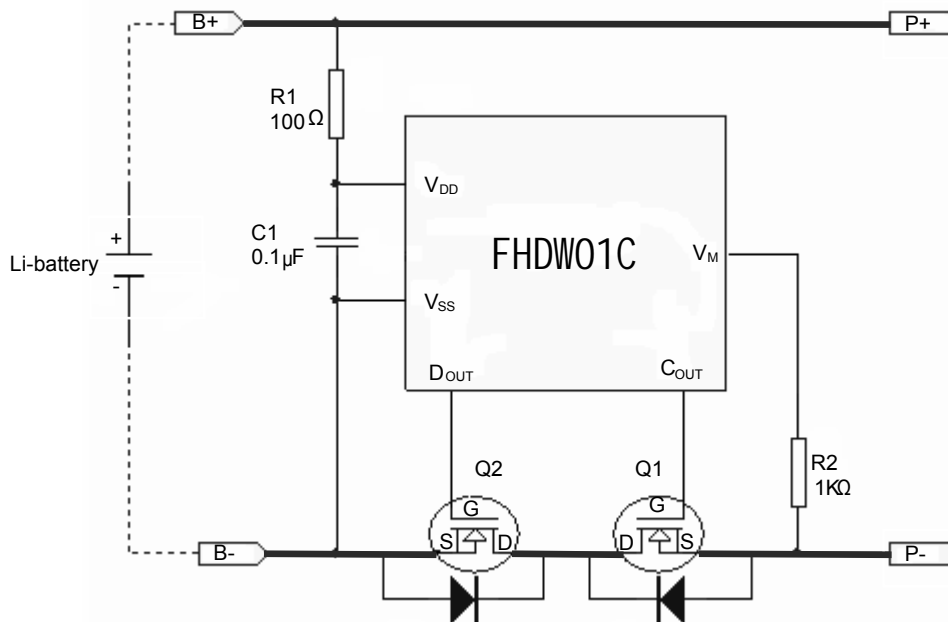 B+
P+
R1
100Ω
VDD
C1
0.1μF
FHDW01C
VM
+
Li-battery
-
VSS
DOUT
COUT
Q2
Q1
R2
1KΩ
G
G
S
D
D
S
B-
P-